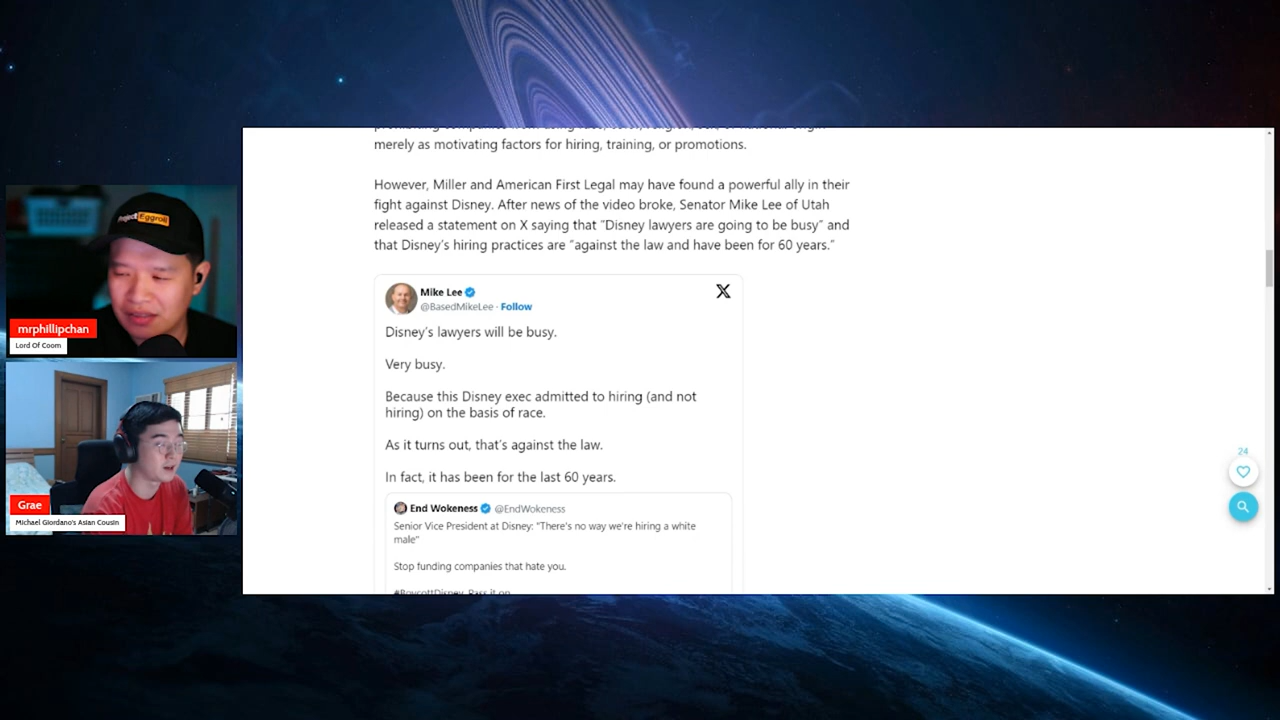 merely as motivating factors for hiring, training, or promotions.
However, Miller and American First Legal may have found a powerful ally in their
fight against Disney. After news of the video broke, Senator Mike Lee of Utah
released a statement on X saying that "Disney lawyers are going to be busy" and
that Disney's hiring practices are "against the law and have been for 60 years."
Mike Lee
@BasedMikeLee · Follow
Disney's lawyers will be busy.
Very busy.
Because this Disney exec admitted to hiring (and not
hiring) on the basis of race.
As it turns out, that's against the law.
In fact, it has been for the last 60 years.
End Wokeness @EndWokeness
Senior Vice President at Disney: "There's no way we're hiring a white
male"
Stop funding companies that hate you.
#BoycottDisney. Pass it on
24
Project Eggroll
mrphillipchan
Lord Of Coom
Grae
Michael Giordano's Asian Cousin